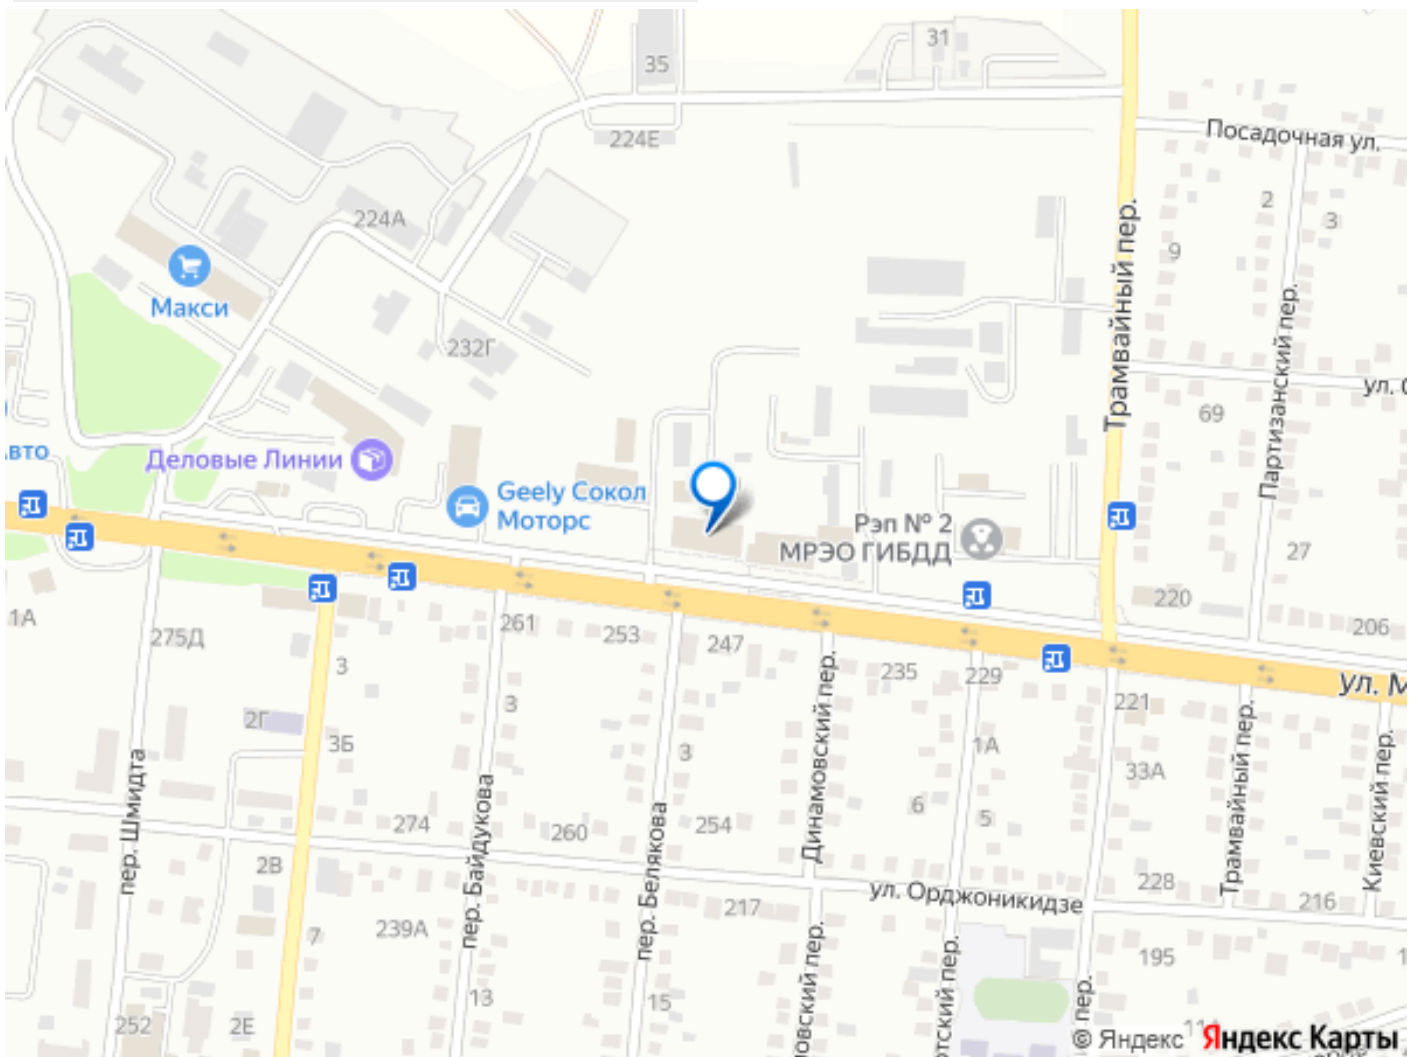 35
31
224Е
Посадочная ул.
224А
2
3
9
Трамвайный пер.
Макси
Партизанский пер.
232Г
69
ул.
Деловые Линии
Geely Сокол
Моторс
Рэп № 2
МРЭО ГИБДД
27
1А
275Д
261
253
247
235
229
220
206
ул. М
3
3
3
221
2Г
3Б
1А
33А
пер. Шмидта
пер. Байдукова
пер. Белякова
Динамовский пер.
Трамвайный пер.
Киевский пер.
274
260
254
6
5
2В
ул. Орджоникидзе
228
216
7
239А
217
195
13
15
252
2Е
© Яндекс
Яндекс Карты